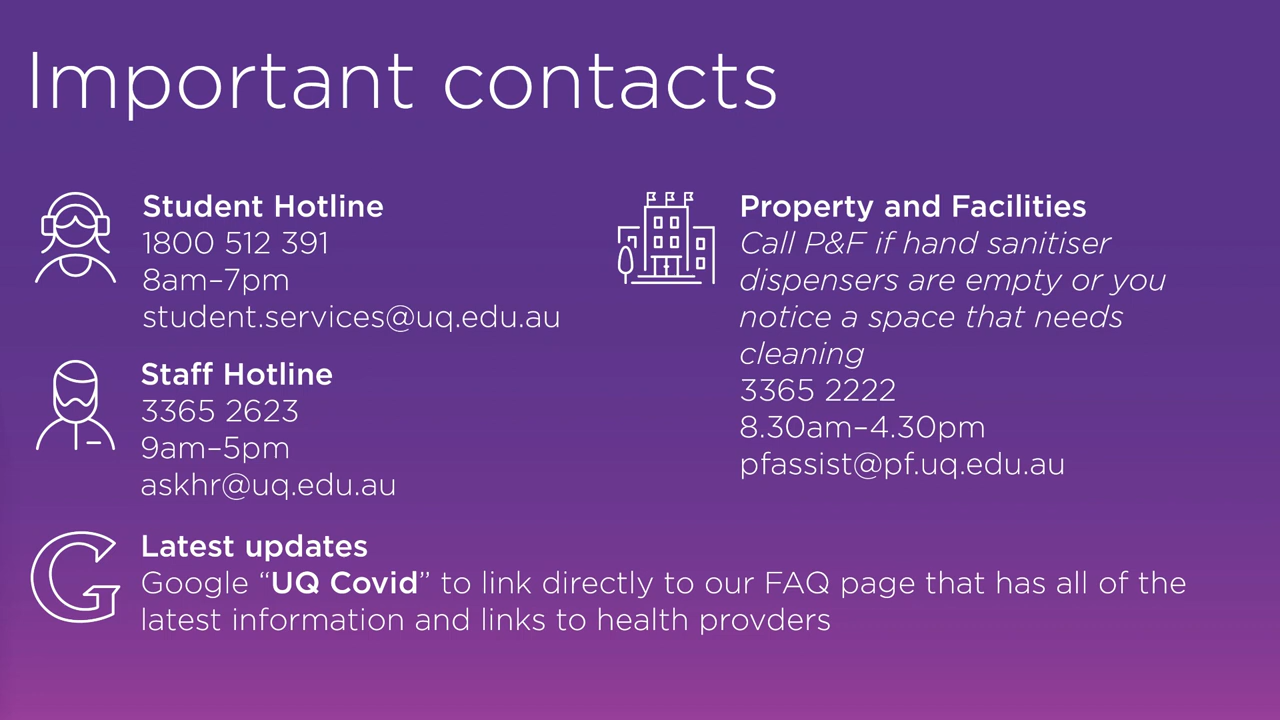 Important contacts
Student Hotline
1800 512 391
8am–7pm
student.services@uq.edu.au
Staff Hotline
3365 2623
9am–5pm
askhr@uq.edu.au
Property and Facilities
Call P&F if hand sanitiser
dispensers are empty or you
notice a space that needs
cleaning
3365 2222
8.30am–4.30pm
pfassist@pf.uq.edu.au
Latest updates
Google “UQ Covid” to link directly to our FAQ page that has all of the
latest information and links to health provders